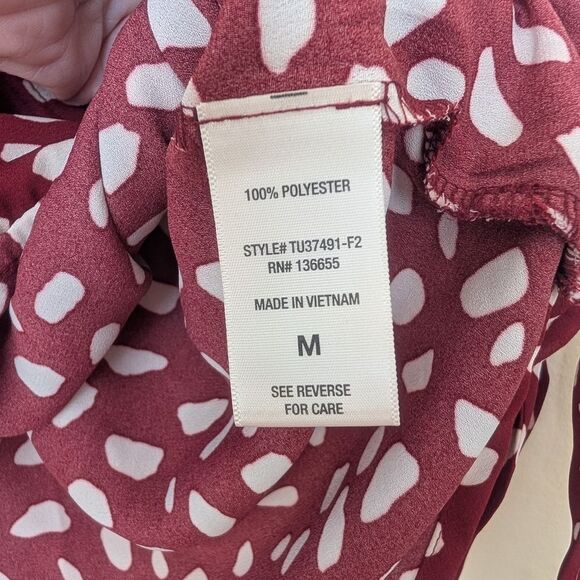 100% POLYESTER
STYLE# TU37491-F2
RN# 136655
MADE IN VIETNAM
M
SEE REVERSE
FOR CARE